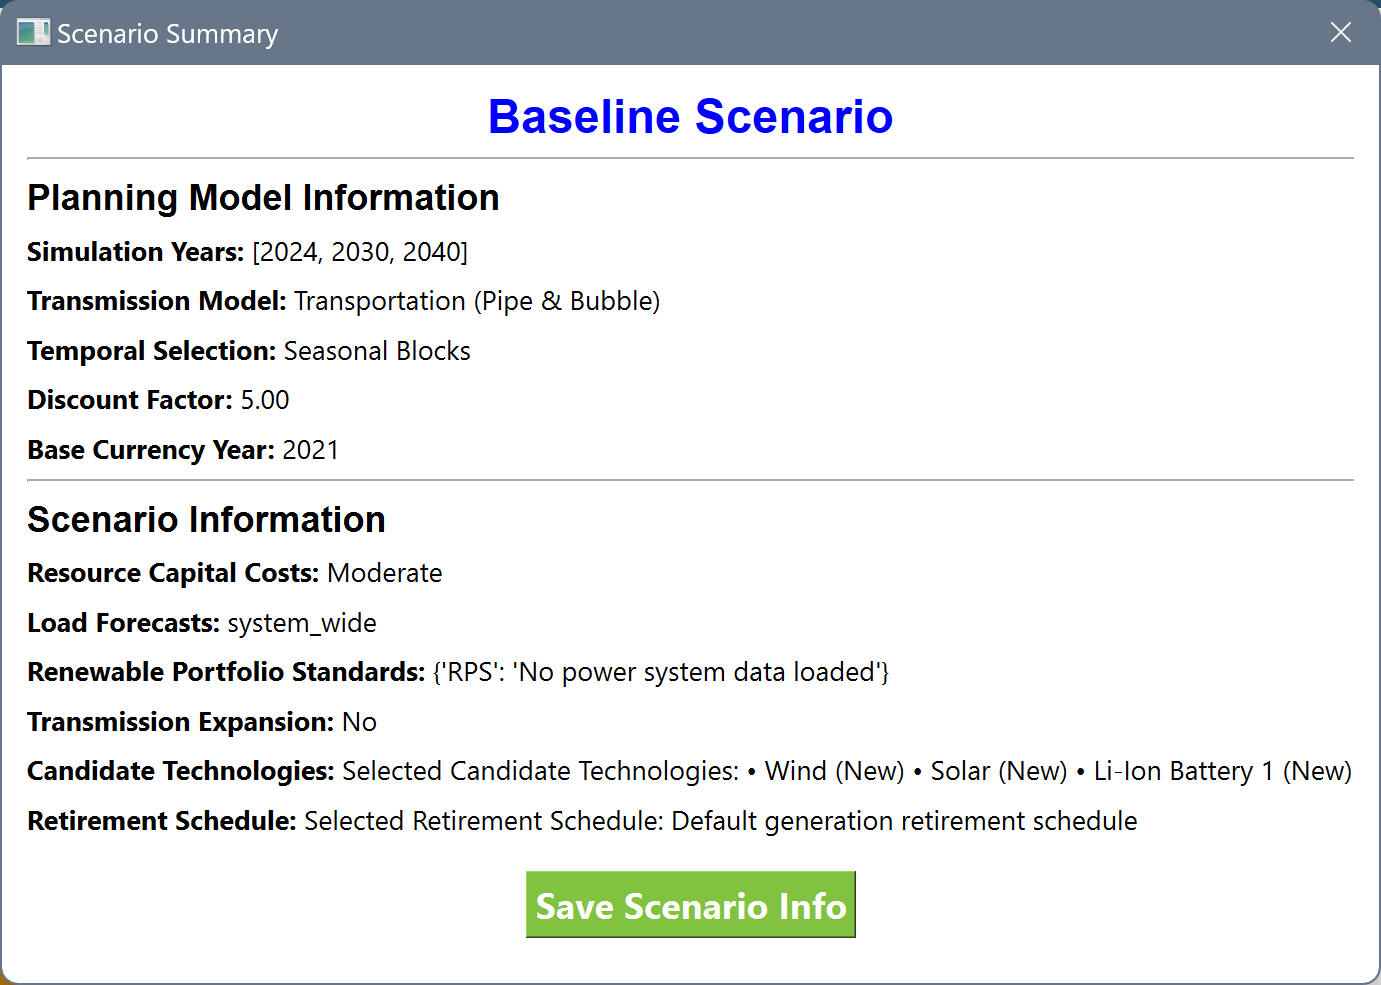 Scenario Summary
Baseline Scenario
Planning Model Information
Simulation Years: [2024, 2030, 2040]
Transmission Model: Transportation (Pipe & Bubble)
Temporal Selection: Seasonal Blocks
Discount Factor: 5.00
Base Currency Year: 2021
Scenario Information
Resource Capital Costs: Moderate
Load Forecasts: system_wide
Renewable Portfolio Standards: {'RPS': 'No power system data loaded'}
Transmission Expansion: No
Candidate Technologies: Selected Candidate Technologies: • Wind (New) • Solar (New) • Li-Ion Battery 1 (New)
Retirement Schedule: Selected Retirement Schedule: Default generation retirement schedule
Save Scenario Info